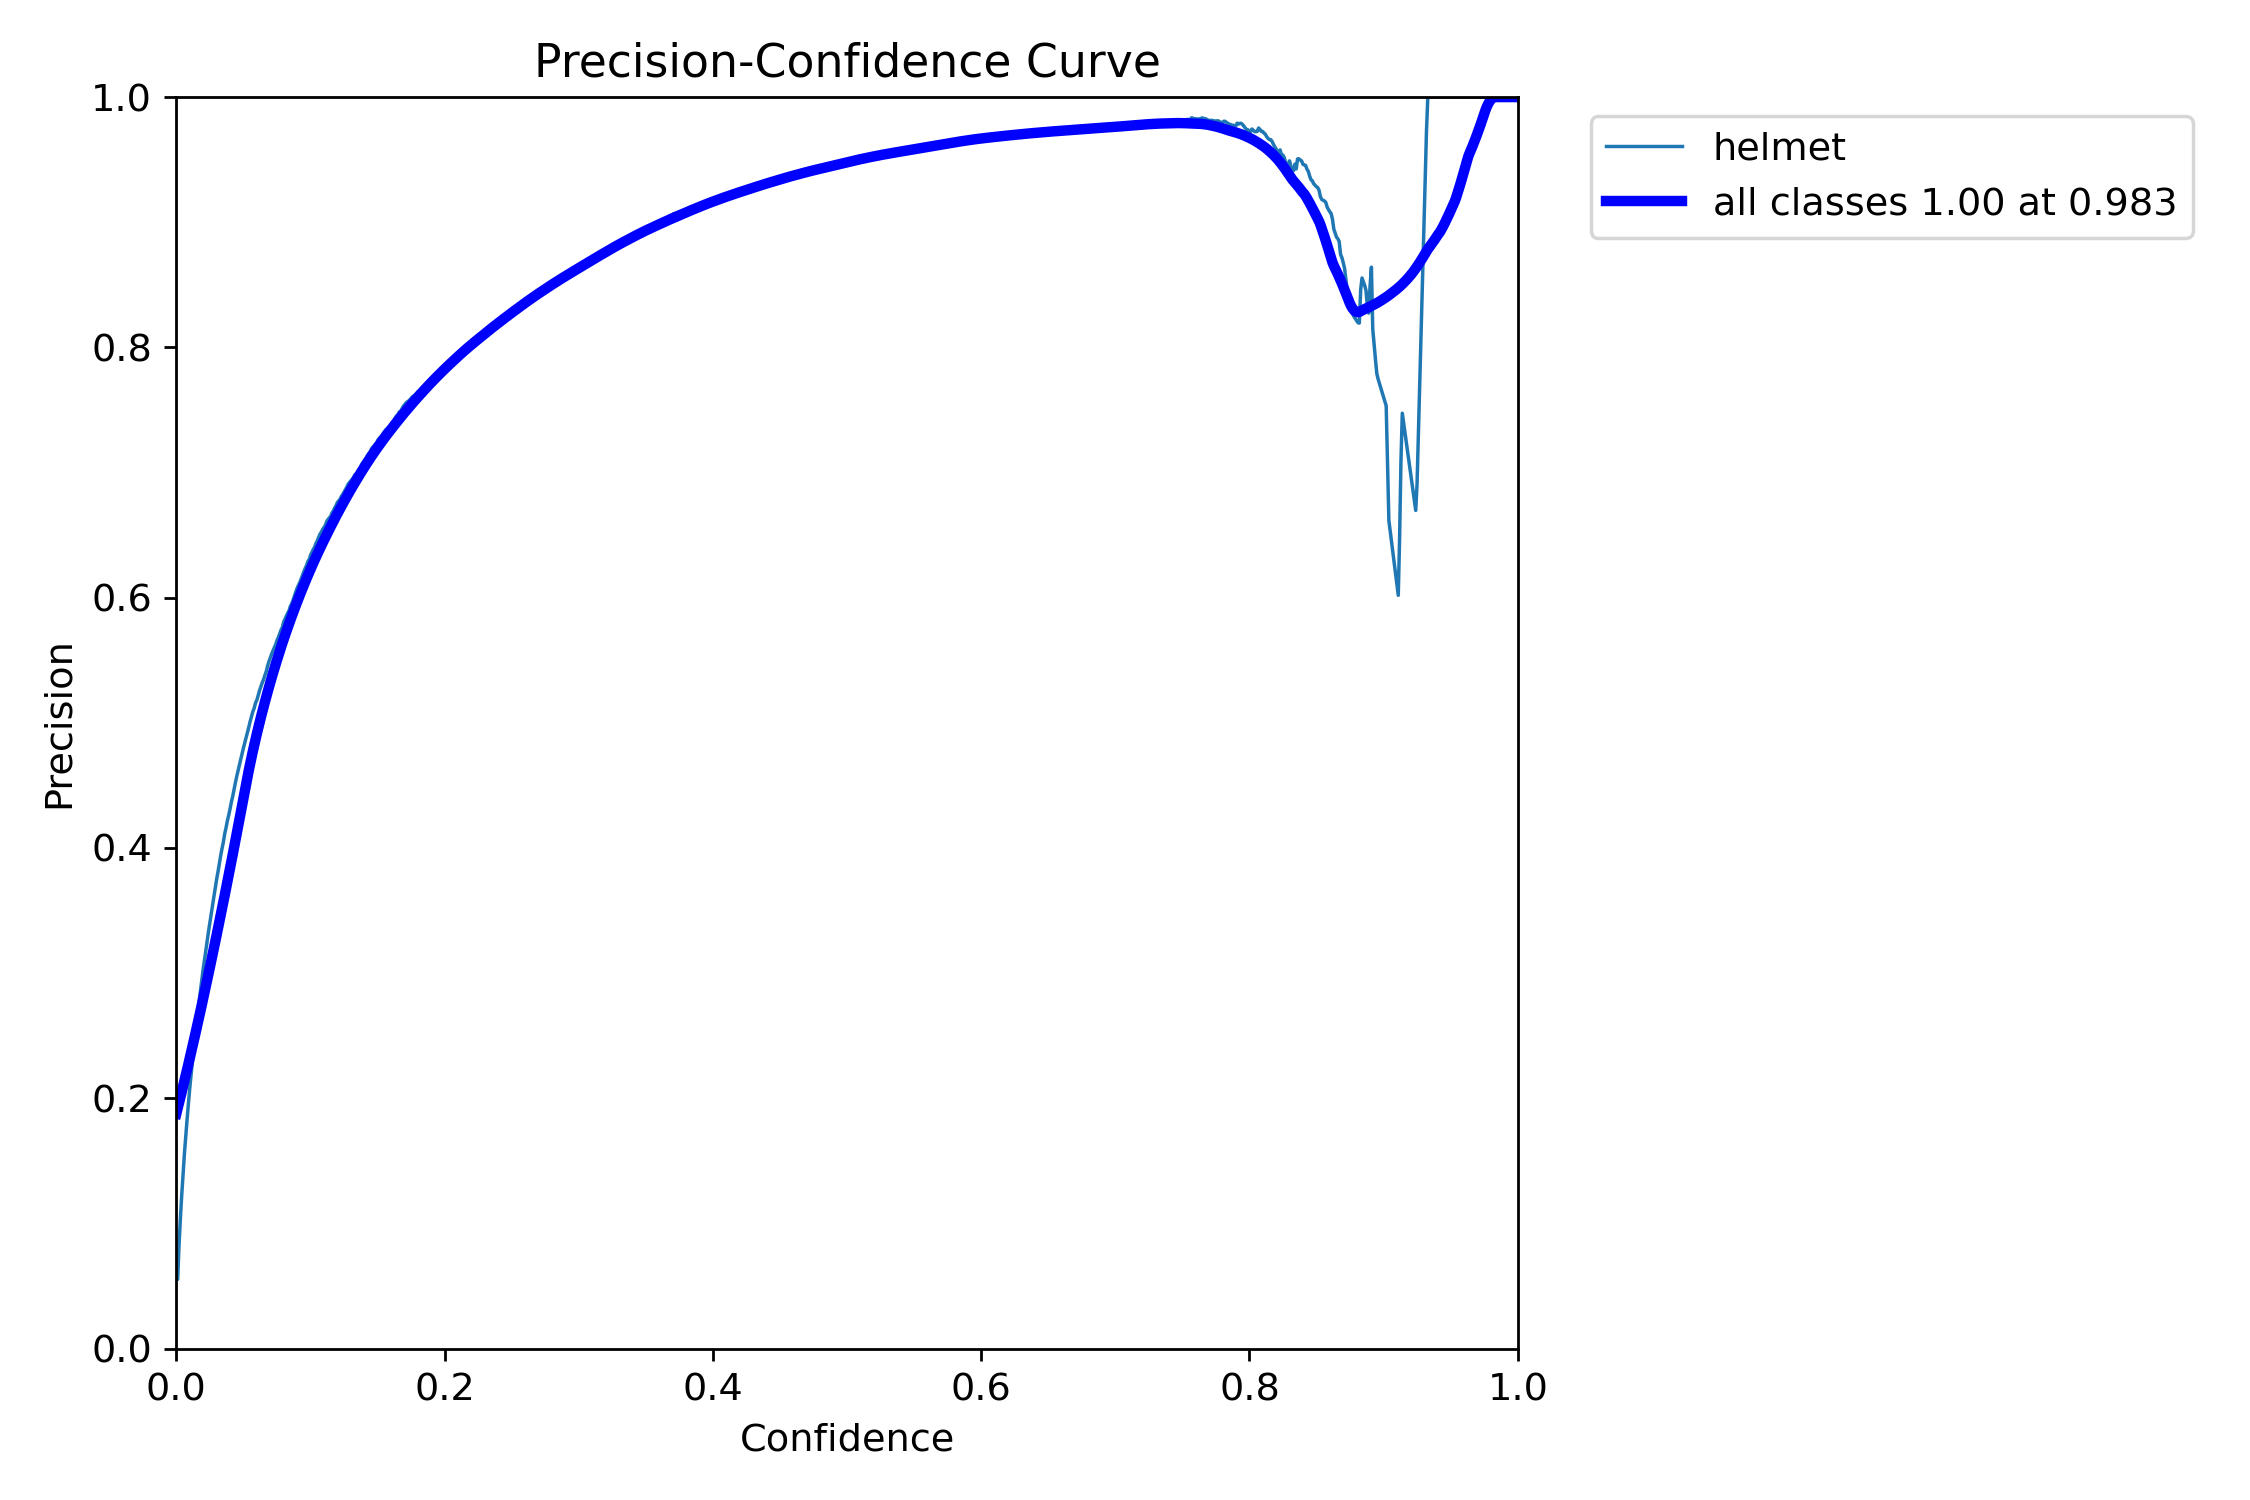 Precision-Confidence Curve
1.0
0.8
0.6
0.4
0.2
0.0
Precision
0.0 0.2 0.4 0.6 0.8 1.0
Confidence
helmet
all classes 1.00 at 0.983